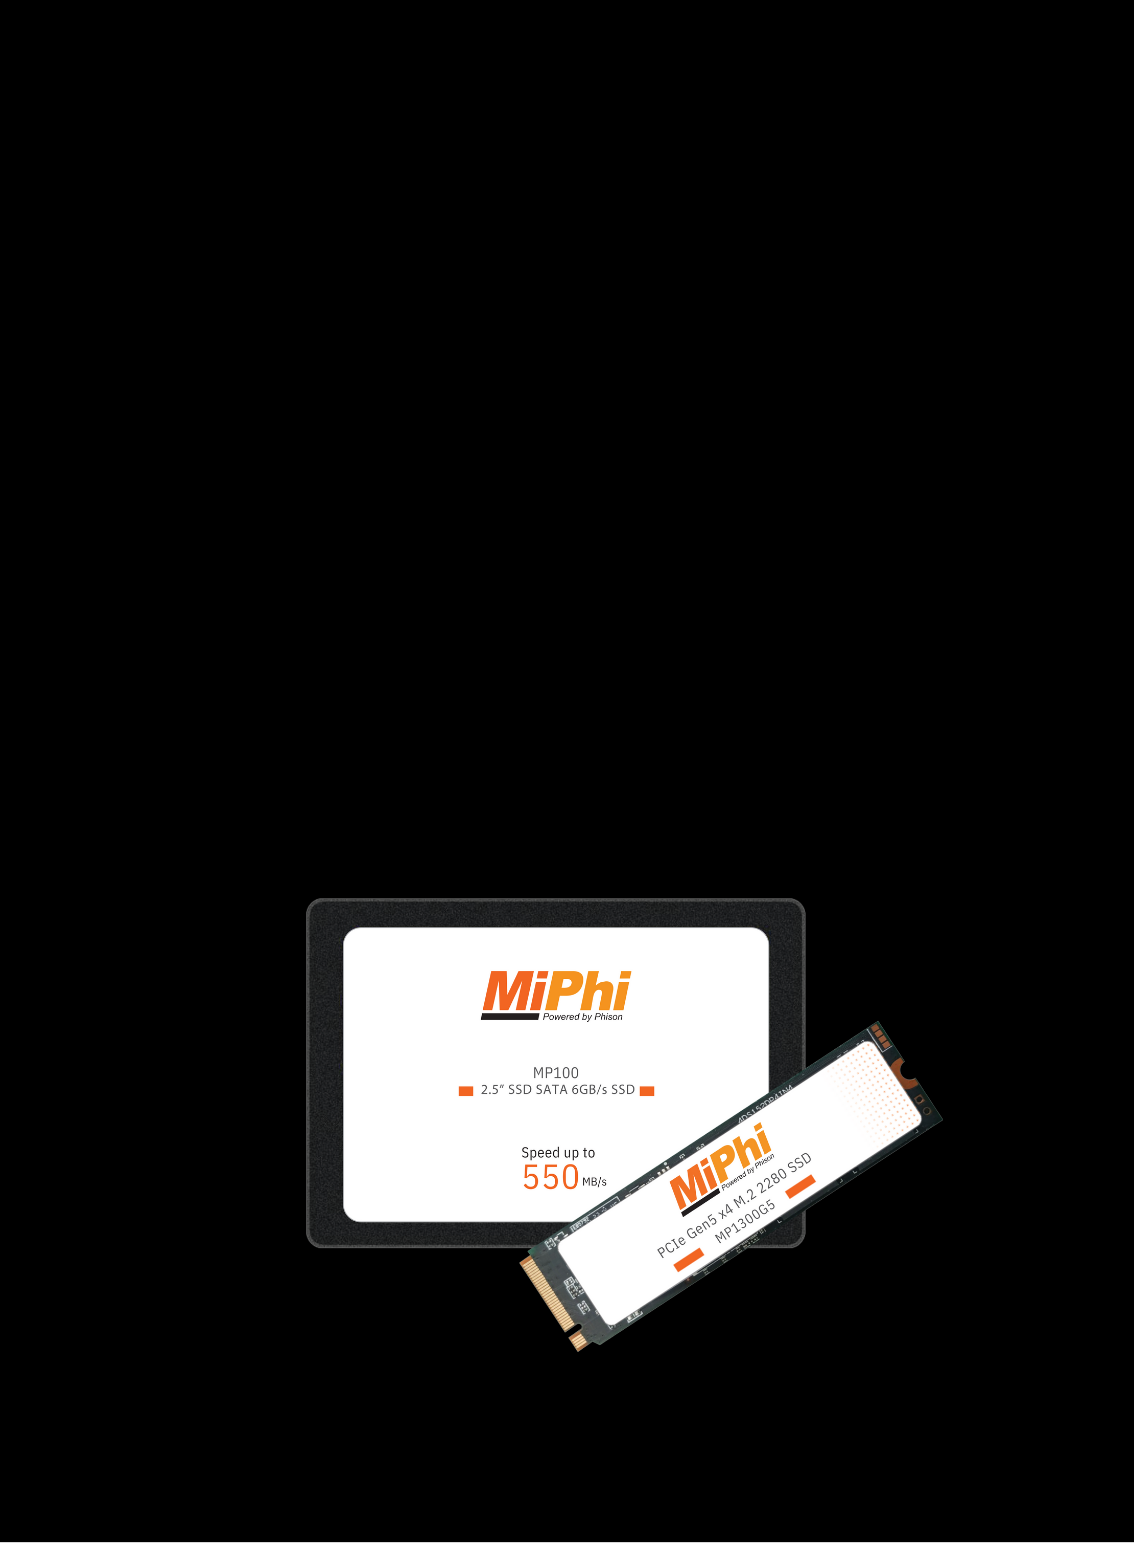 MiPhi
Powered by Phison
MP100
2.5” SSD SATA 6GB/s SSD
Speed up to
550 MB/s
MiPhi
Powered by Phison
PCIe Gen5 x4 M.2 2280 SSD
MP1300G5